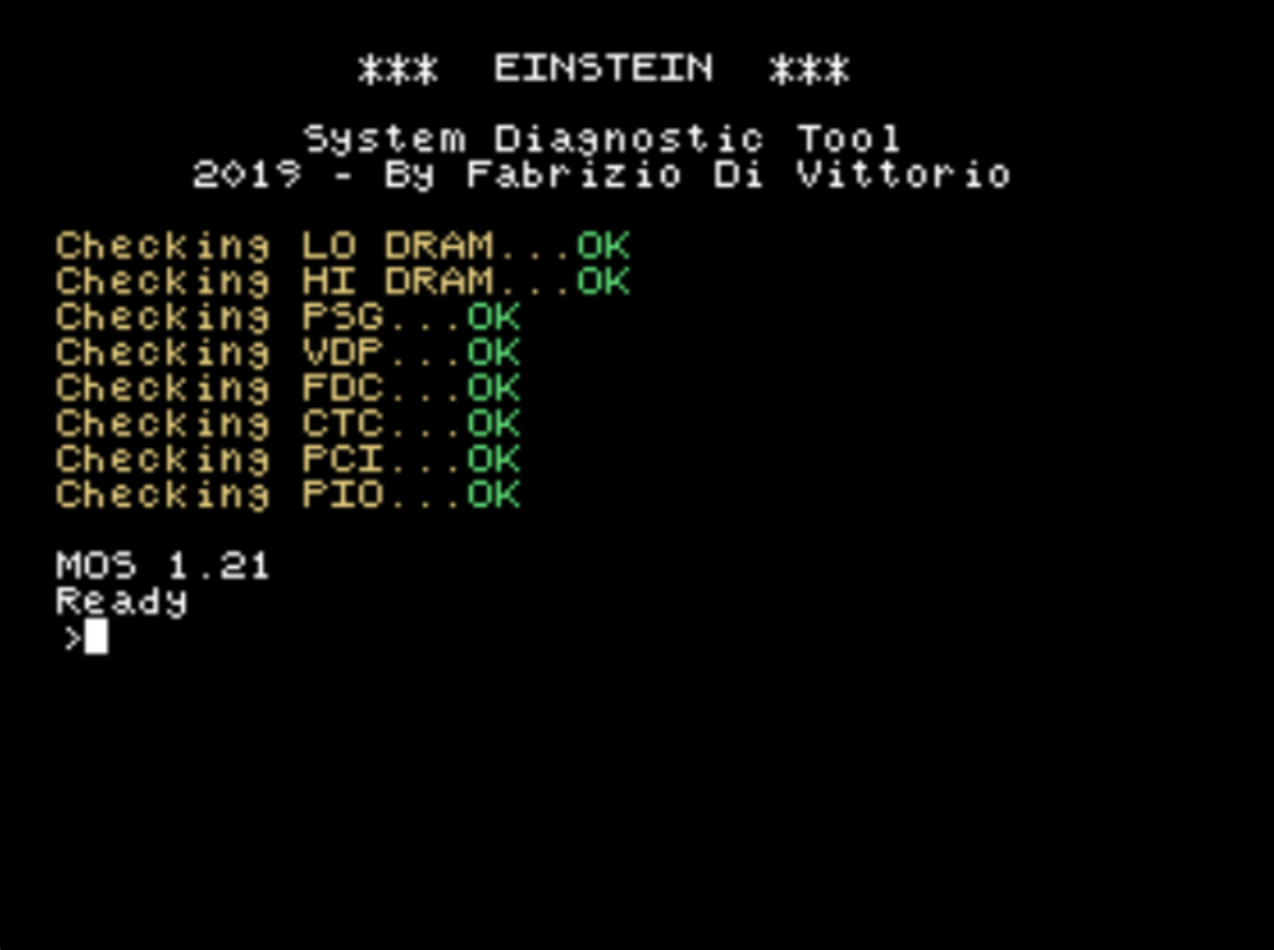 *** EINSTEIN ***
System Diagnostic Tool
2019 - By Fabrizio Di Vittorio
Checking LO DRAM...OK
Checking HI DRAM...OK
Checking PSG...OK
Checking VDP...OK
Checking FDC...OK
Checking CTC...OK
Checking PCI...OK
Checking PIO...OK
MOS 1.21
Ready
>